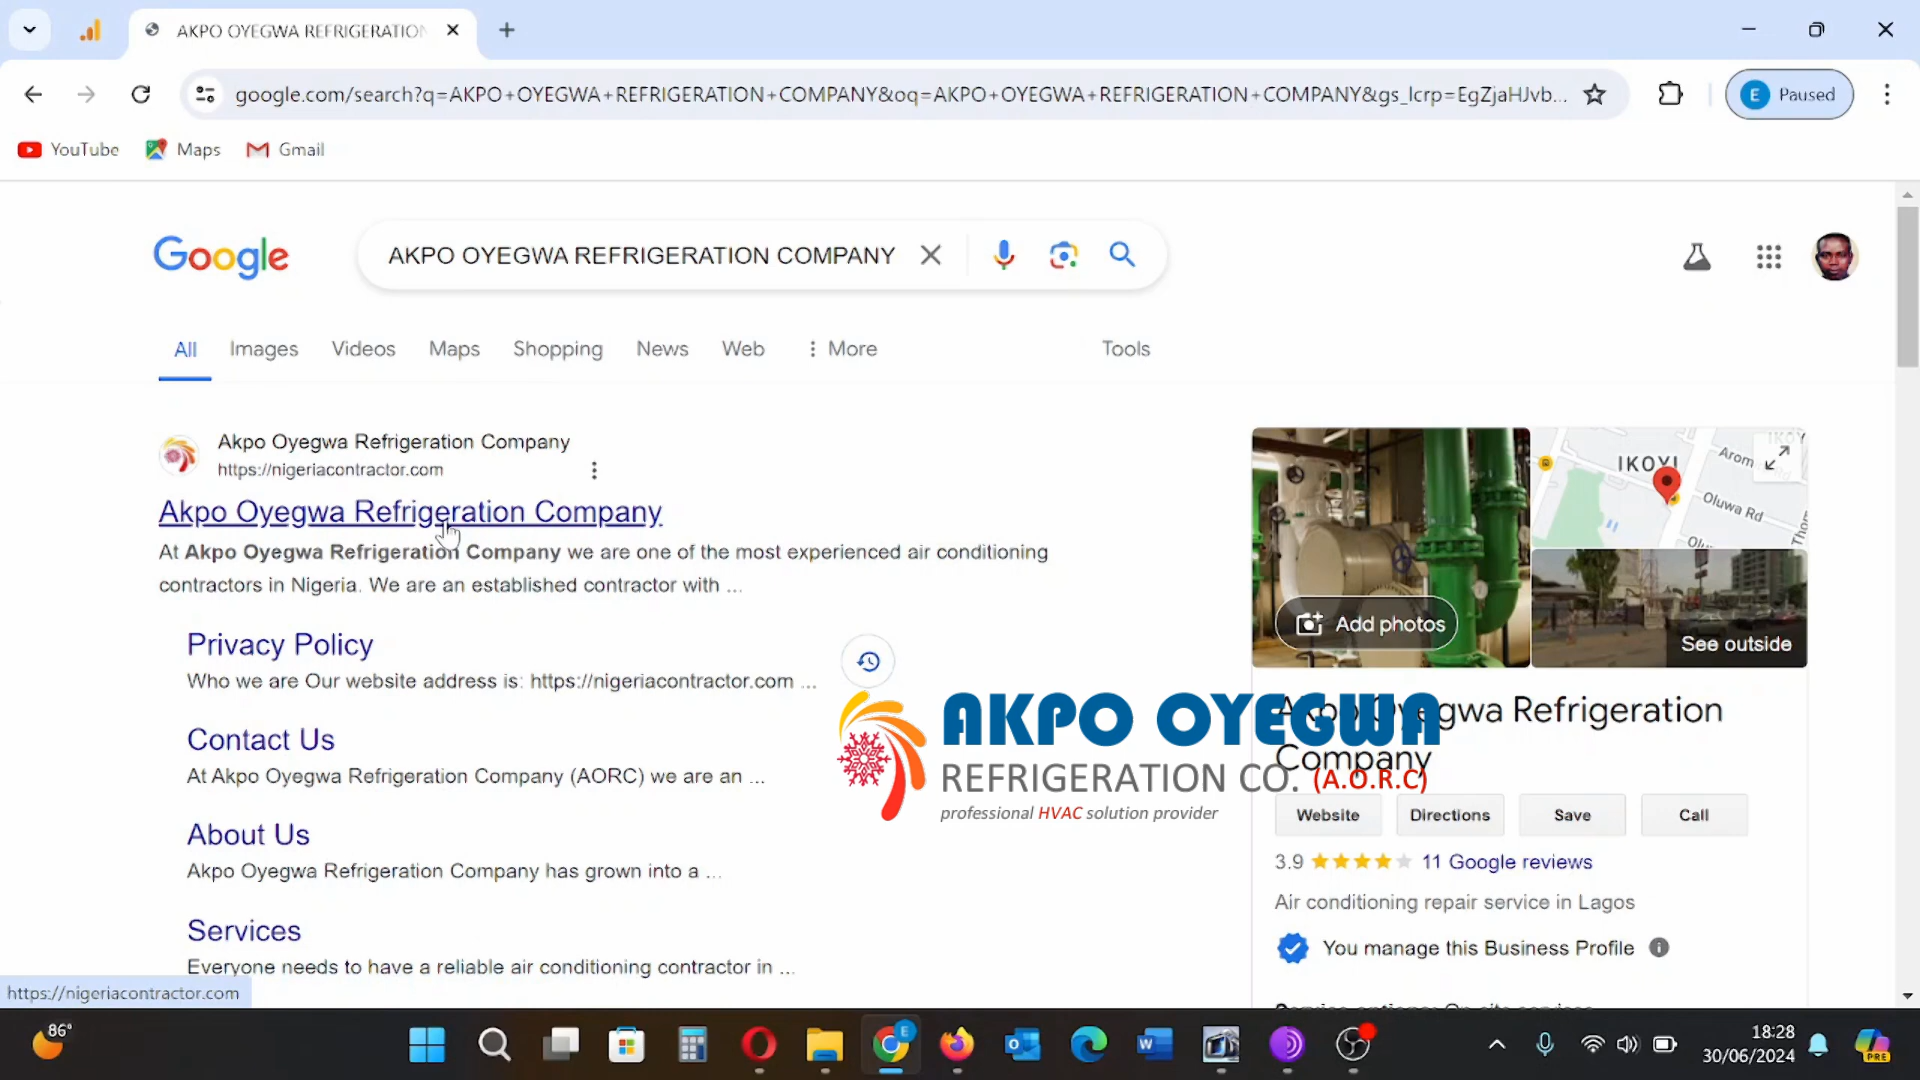 AKPO OYEGWA REFRIGERATION
google.com/search?q=AKPO+OYEGWA+REFRIGERATION+COMPANY&oq=AKPO+OYEGWA+REFRIGERATION+COMPANY&gs_lcrp=EgZjaHJvb...
E Paused
YouTube Maps Gmail
Google
AKPO OYEGWA REFRIGERATION COMPANY
All Images Videos Maps Shopping News Web More Tools
Akpo Oyegwa Refrigeration Company
https://nigeriacontractor.com
Akpo Oyegwa Refrigeration Company
At Akpo Oyegwa Refrigeration Company we are one of the most experienced air conditioning
contractors in Nigeria. We are an established contractor with ...
Privacy Policy
Who we are Our website address is: https://nigeriacontractor.com ...
Contact Us
At Akpo Oyegwa Refrigeration Company (AORC) we are an ...
About Us
Akpo Oyegwa Refrigeration Company has grown into a ...
Services
Everyone needs to have a reliable air conditioning contractor in ...
https://nigeriacontractor.com
AKPO OYEGWA
REFRIGERATION CO. (A.O.R.C)
professional HVAC solution provider
IKOYI
Oluwa Rd
Add photos
See outside
Akpo Oyegwa Refrigeration
Company
Website Directions Save Call
3.9 11 Google reviews
Air conditioning repair service in Lagos
You manage this Business Profile
86°
18:28
30/06/2024
PRE